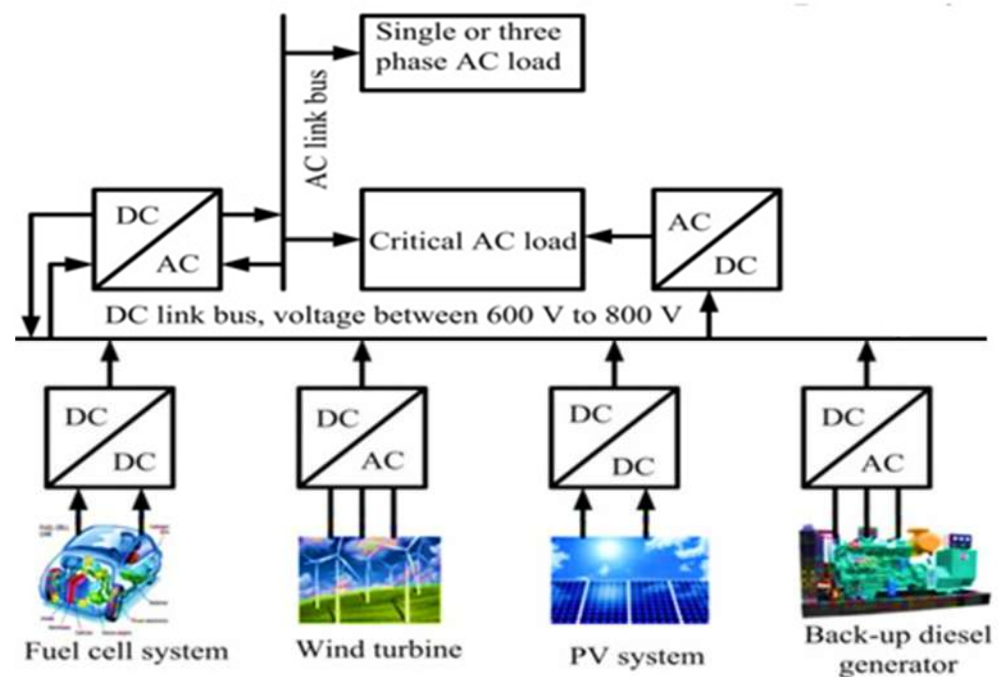 Single or three
phase AC load
AC link bus
DC
AC
Critical AC load
AC
DC
DC link bus, voltage between 600 V to 800 V
DC
DC
DC
AC
DC
DC
DC
AC
Fuel cell system
Wind turbine
PV system
Back-up diesel
generator